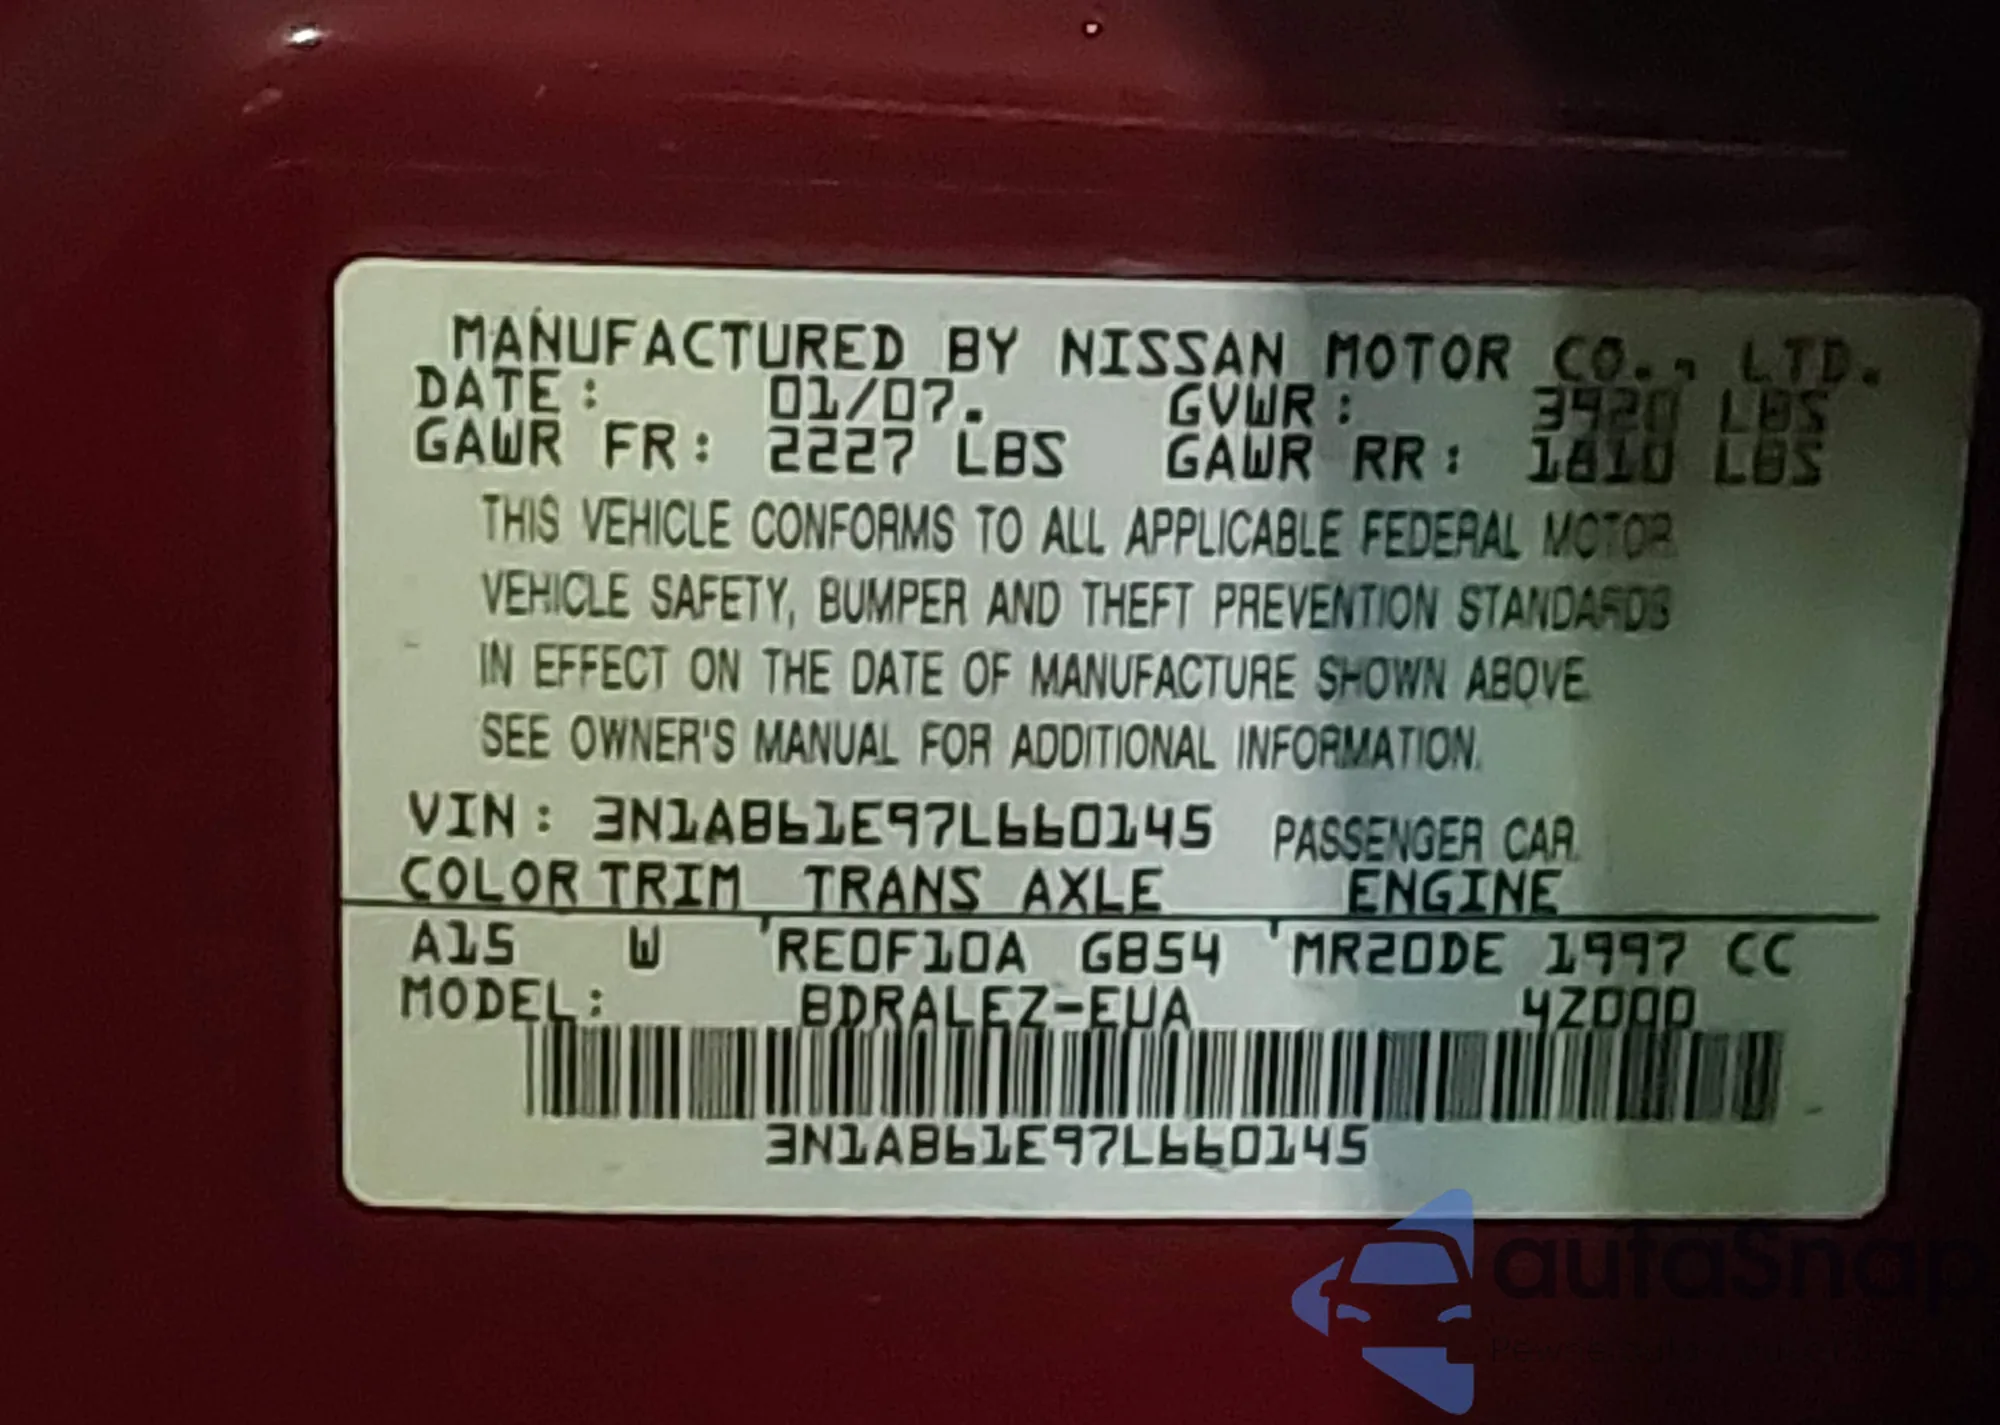 MANUFACTURED BY NISSAN MOTOR CO., LTD.
DATE: 01/07. GVWR: 3920 LBS
GAWR FR: 2227 LBS GAWR RR: 1810 LBS
THIS VEHICLE CONFORMS TO ALL APPLICABLE FEDERAL MOTOR
VEHICLE SAFETY, BUMPER AND THEFT PREVENTION STANDARDS
IN EFFECT ON THE DATE OF MANUFACTURE SHOWN ABOVE.
SEE OWNER'S MANUAL FOR ADDITIONAL INFORMATION.
VIN: 3N1AB61E97L660145 PASSENGER CAR
COLOR TRIM TRANS AXLE ENGINE
A15 W RE0F10A GB54 MR20DE 1997 CC
MODEL: BDRALEZ-EUA 4Z000
3N1AB61E97L660145
autaSnap